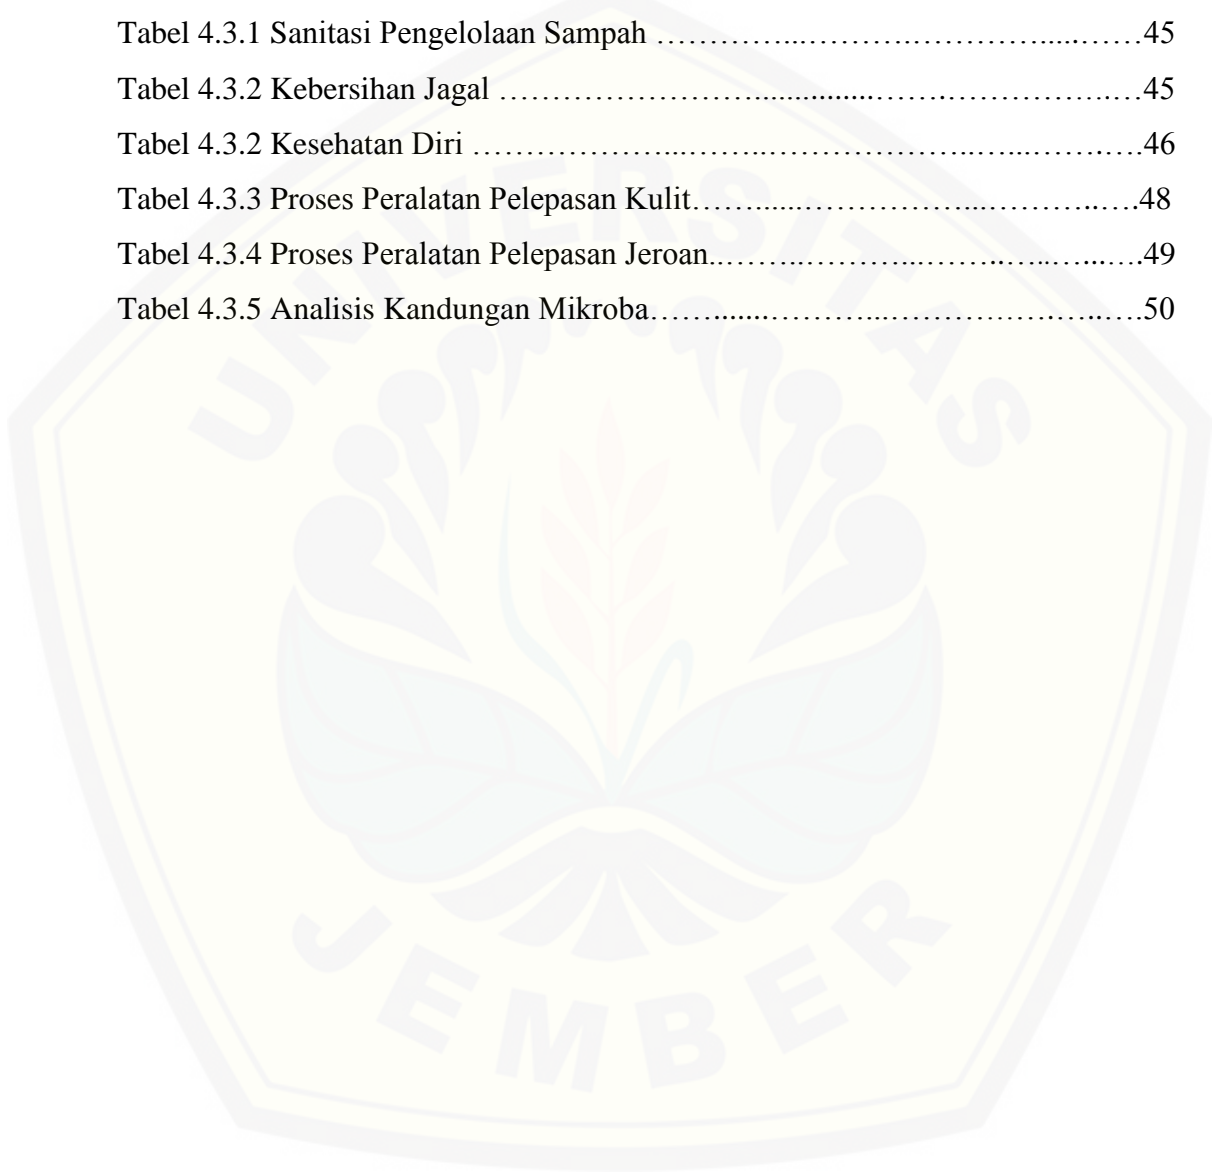 Tabel 4.3.1 Sanitasi Pengelolaan Sampah …………...……….………….....……45
Tabel 4.3.2 Kebersihan Jagal ……………………..............…….…………….…45
Tabel 4.3.2 Kesehatan Diri ………………...……..………………..…...…….….46
Tabel 4.3.3 Proses Peralatan Pelepasan Kulit…….....……………...………..….48
Tabel 4.3.4 Proses Peralatan Pelepasan Jeroan..……..………...……..…..…...….49
Tabel 4.3.5 Analisis Kandungan Mikroba…….......………...…………….…..….50
UNIVERSITAS
JEMBER